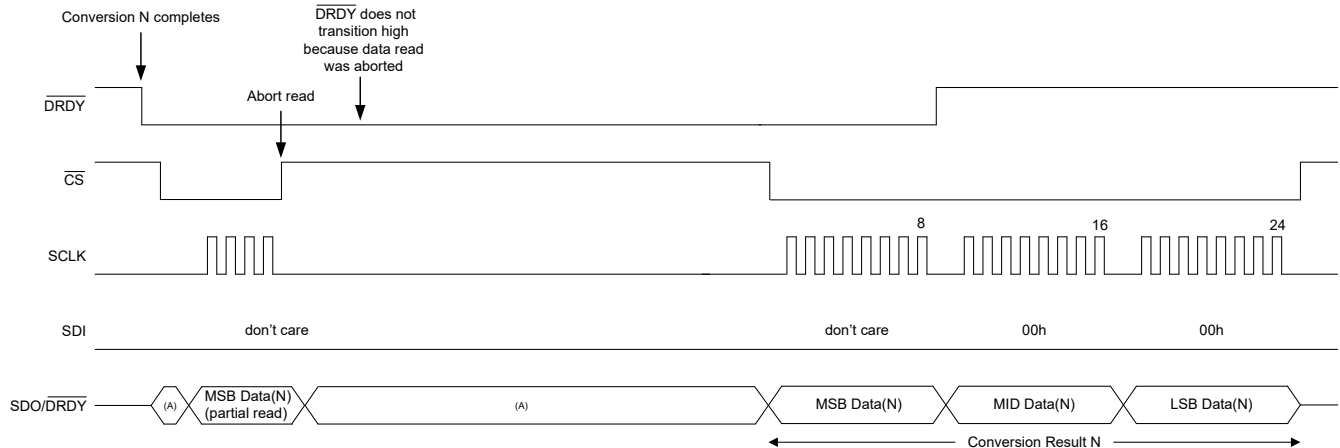 Conversion N completes
DRDY does not
transition high
because data read
was aborted
Abort read
DRDY
CS
8
16
24
SCLK
SDI
don't care
don't care
00h
00h
SDO/DRDY
(A)
MSB Data(N)
(partial read)
(A)
MSB Data(N)
MID Data(N)
LSB Data(N)
Conversion Result N